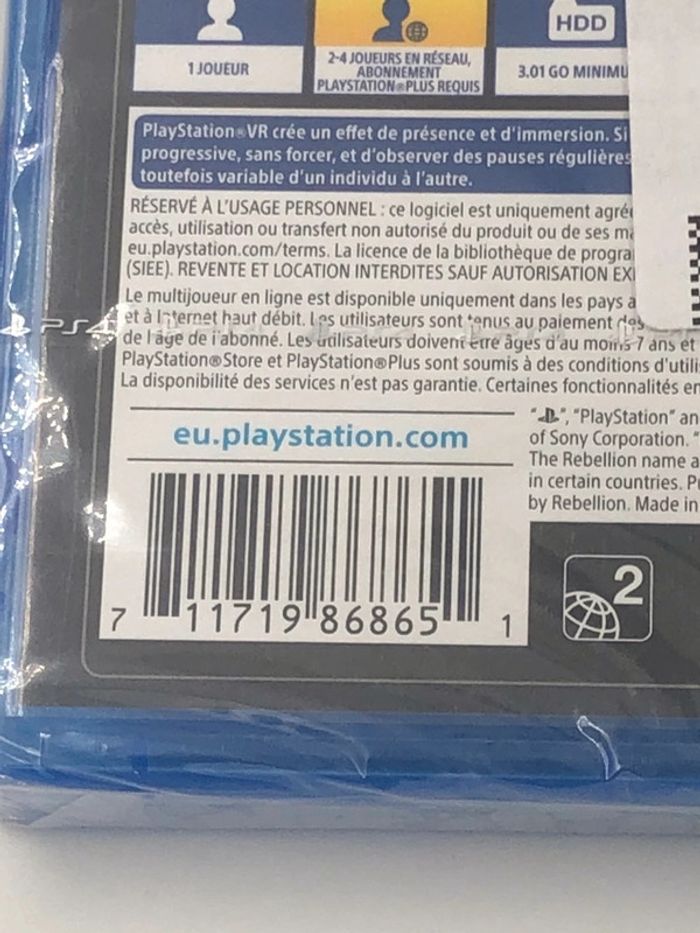 HDD
1 JOUEUR
2-4 JOUEURS EN RÉSEAU,
ABONNEMENT
PLAYSTATION®PLUS REQUIS
3.01 GO MINIMU
PlayStation®VR crée un effet de présence et d'immersion. Si
progressive, sans forcer, et d'observer des pauses régulières
toutefois variable d'un individu à l'autre.
RÉSERVÉ À L'USAGE PERSONNEL : ce logiciel est uniquement agréé
accès, utilisation ou transfert non autorisé du produit ou de ses m
eu.playstation.com/terms. La licence de la bibliothèque de progra
(SIEE). REVENTE ET LOCATION INTERDITES SAUF AUTORISATION EX
Le multijoueur en ligne est disponible uniquement dans les pays a
et à Internet haut débit. Les utilisateurs sont tenus au paiement des
PS4
de l'âge de l'abonné. Les utilisateurs doivent être âgés d'au moins 7 ans et
PlayStation®Store et PlayStation®Plus sont soumis à des conditions d'utili
La disponibilité des services n'est pas garantie. Certaines fonctionnalités en
eu.playstation.com
" ", "PlayStation" an
of Sony Corporation. "
The Rebellion name a
in certain countries. P
by Rebellion. Made in
7 11719 86865 1
2